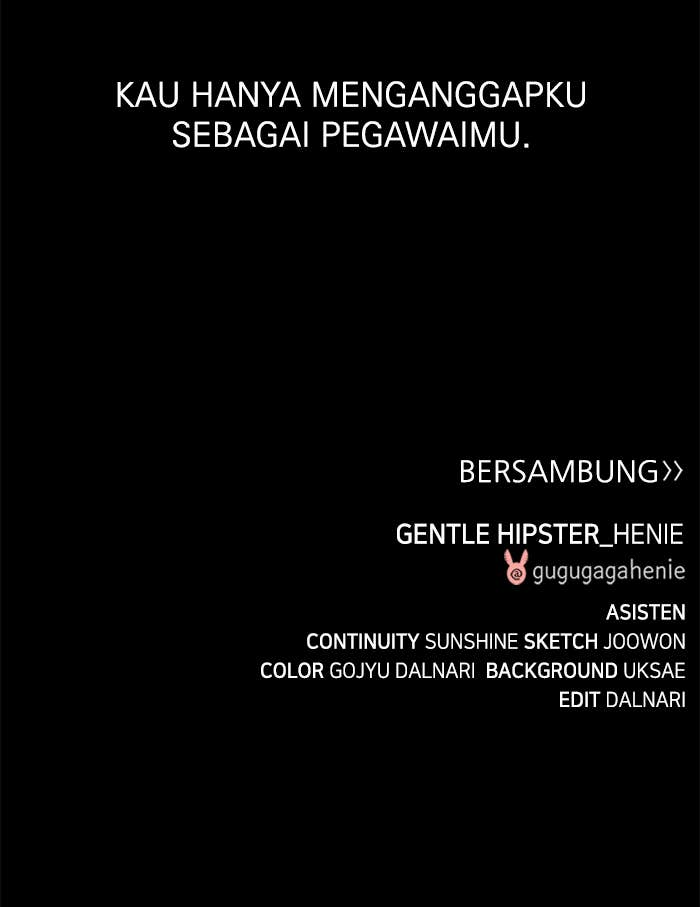 KAU HANYA MENGANGGAPKU
SEBAGAI PEGAWAIMU.
BERSAMBUNG>>
GENTLE HIPSTER_HENIE
@ gugugagahenie
ASISTEN
CONTINUITY SUNSHINE SKETCH JOOWON
COLOR GOJYU DALNARI BACKGROUND UKSAE
EDIT DALNARI